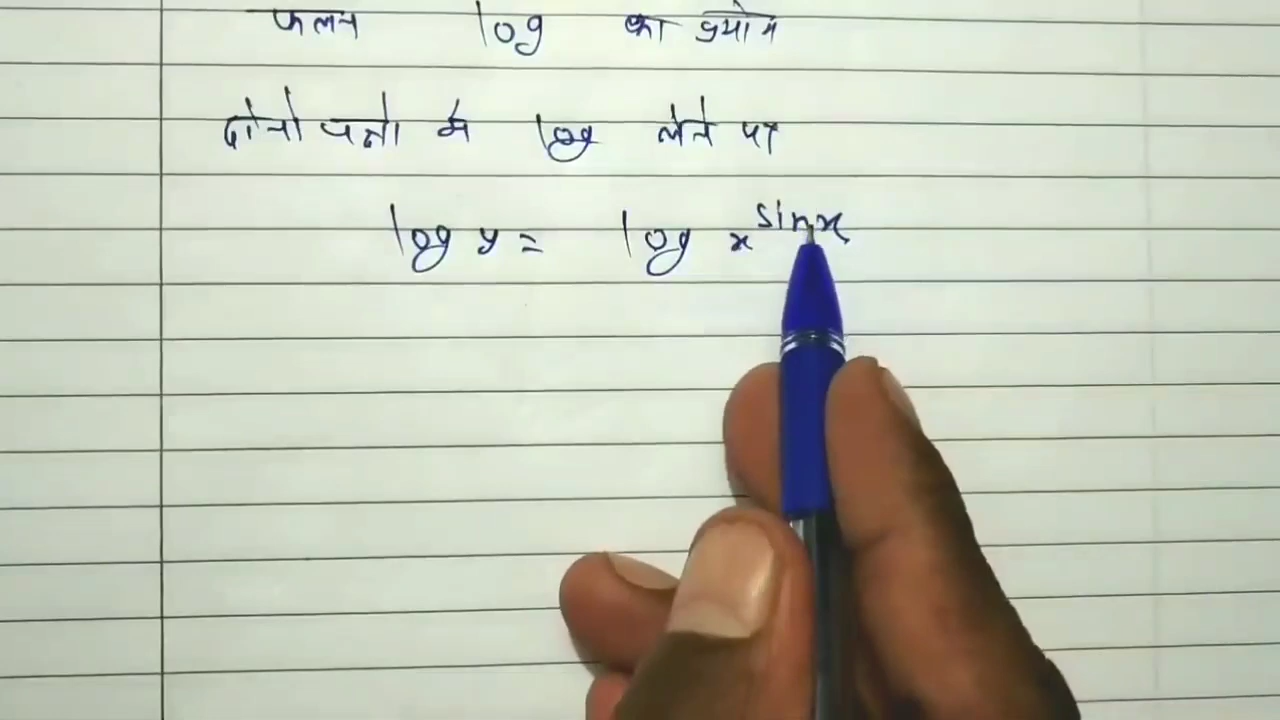 फलन log का प्रयोग
दोनो पक्षो मे log लेने पर
log y = log x^sinx